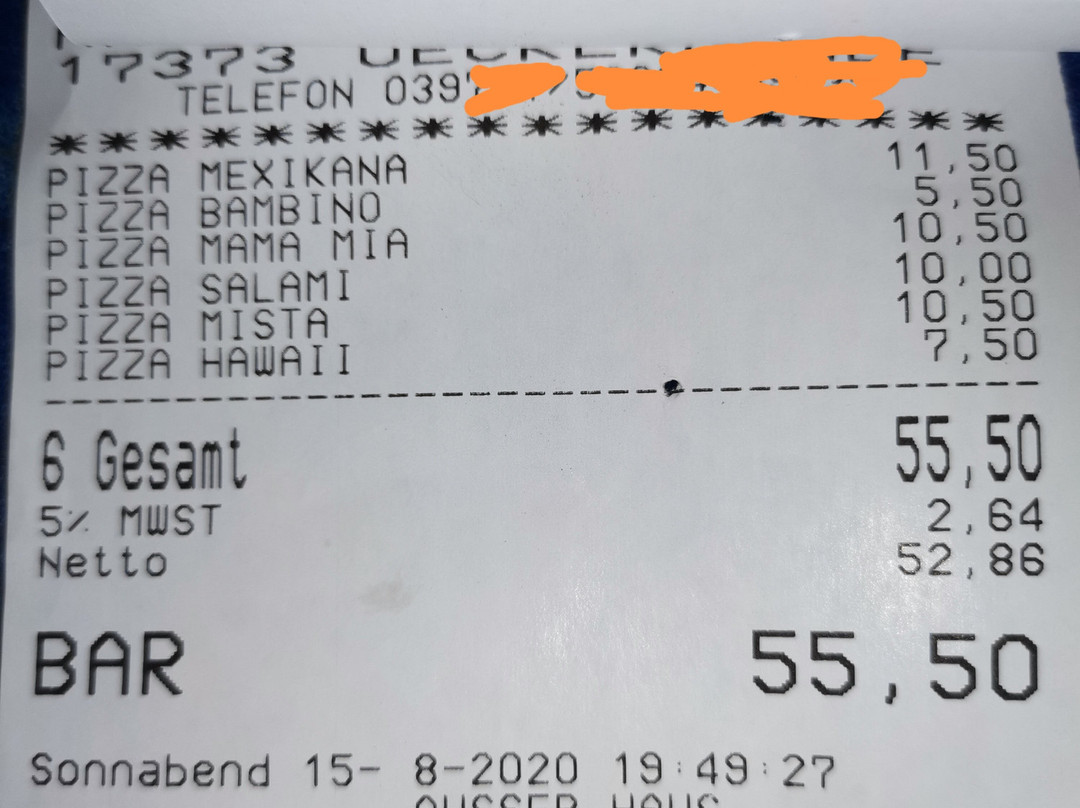 17373
TELEFON 039
* * * * * * * * * * * * * * * * * *
PIZZA MEXIKANA 11,50
PIZZA BAMBINO 5,50
PIZZA MAMA MIA 10,50
PIZZA SALAMI 10,00
PIZZA MISTA 10,50
PIZZA HAWAII 7,50
6 Gesamt 55,50
5% MWST 2,64
Netto 52,86
BAR 55,50
Sonnabend 15- 8-2020 19:49:27
AUSSER HAUS